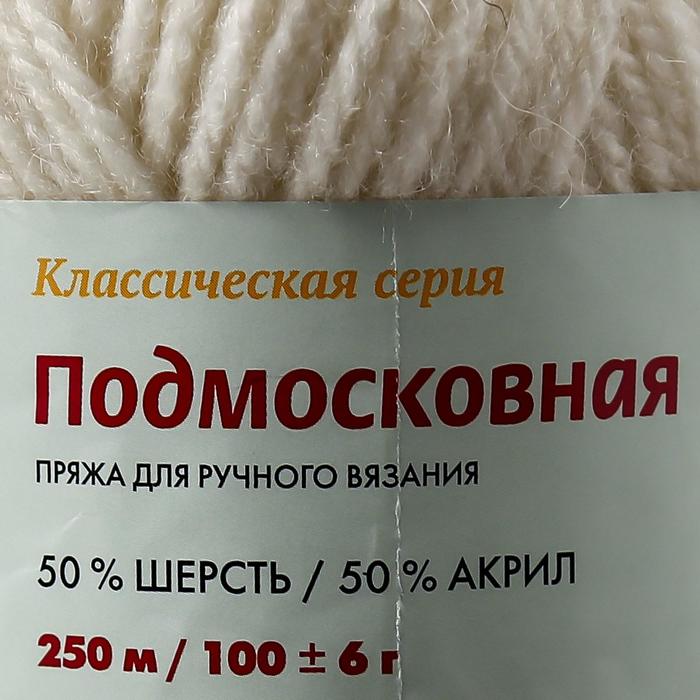 Классическая серия
Подмосковная
ПРЯЖА ДЛЯ РУЧНОГО ВЯЗАНИЯ
50 % ШЕРСТЬ / 50 % АКРИЛ
250 м / 100 ± 6 г